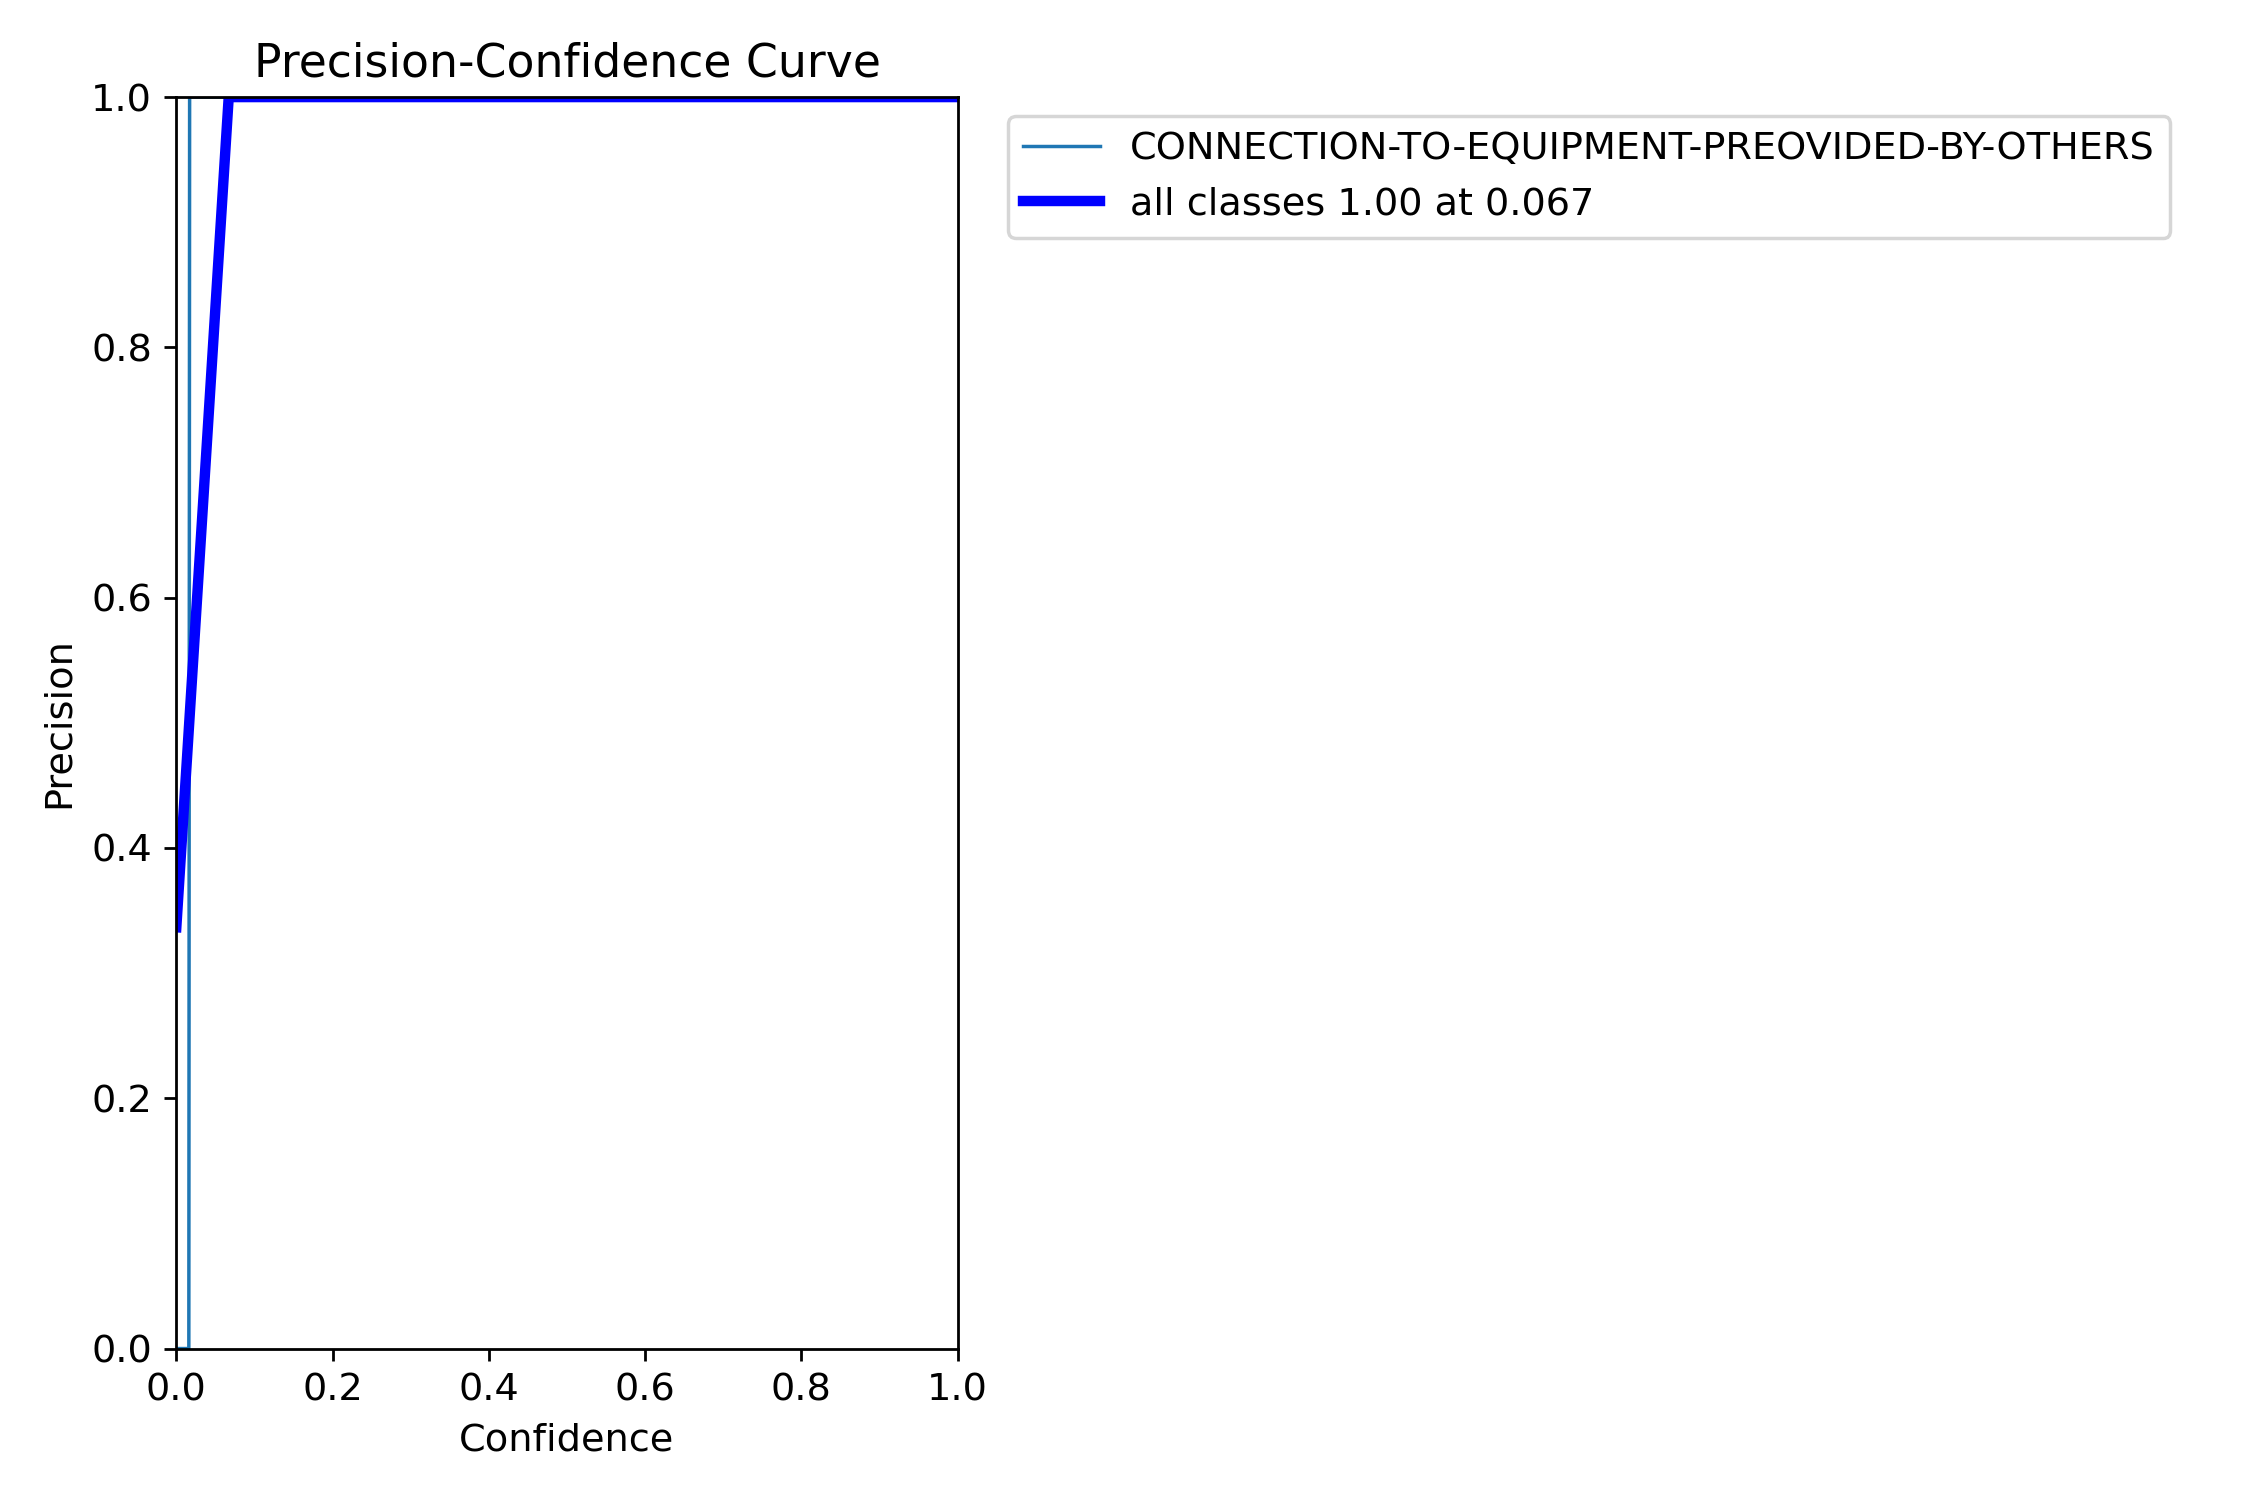 Precision-Confidence Curve
1.0
0.8
0.6
0.4
0.2
0.0
Precision
0.0 0.2 0.4 0.6 0.8 1.0
Confidence
CONNECTION-TO-EQUIPMENT-PREOVIDED-BY-OTHERS
all classes 1.00 at 0.067